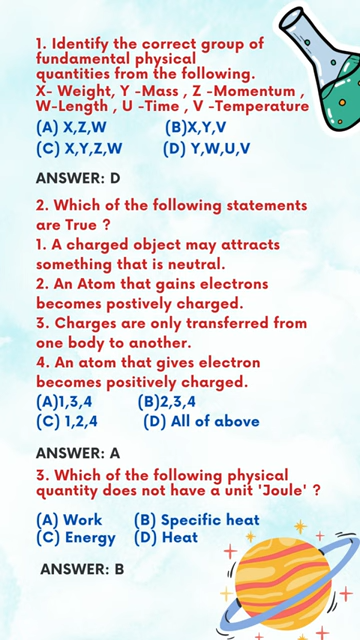 1. Identify the correct group of
fundamental physical
quantities from the following.
X- Weight, Y -Mass , Z -Momentum ,
W-Length , U -Time , V -Temperature
(A) X,Z,W (B)X,Y,V
(C) X,Y,Z,W (D) Y,W,U,V
ANSWER: D
2. Which of the following statements
are True ?
1. A charged object may attracts
something that is neutral.
2. An Atom that gains electrons
becomes postively charged.
3. Charges are only transferred from
one body to another.
4. An atom that gives electron
becomes positively charged.
(A)1,3,4 (B)2,3,4
(C) 1,2,4 (D) All of above
ANSWER: A
3. Which of the following physical
quantity does not have a unit 'Joule' ?
(A) Work (B) Specific heat
(C) Energy (D) Heat
ANSWER: B